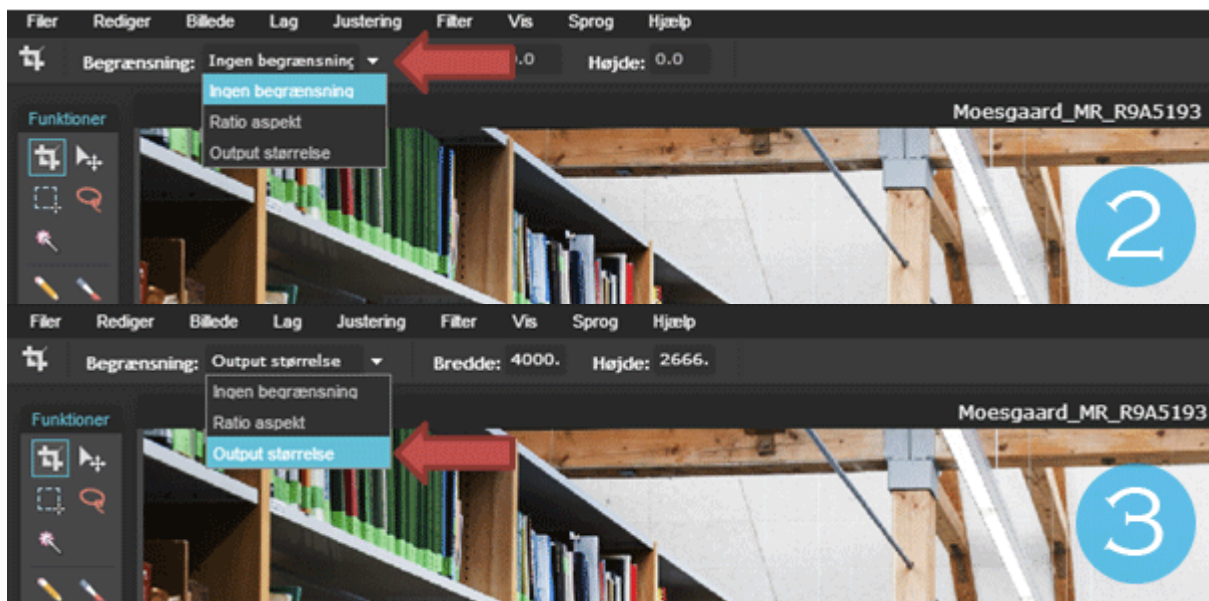 Filer Rediger Billede Lag Justering Filter Vis Sprog Hjælp
Begrænsning: Ingen begrænsning .0 Højde: 0.0
Ingen begrænsning
Funktioner
Ratio aspekt
Moesgaard_MR_R9A5193
Output størrelse
2
Filer Rediger Billede Lag Justering Filter Vis Sprog Hjælp
Begrænsning: Output størrelse Bredde: 4000. Højde: 2666.
Ingen begrænsning
Funktioner
Ratio aspekt
Moesgaard_MR_R9A5193
Output størrelse
3